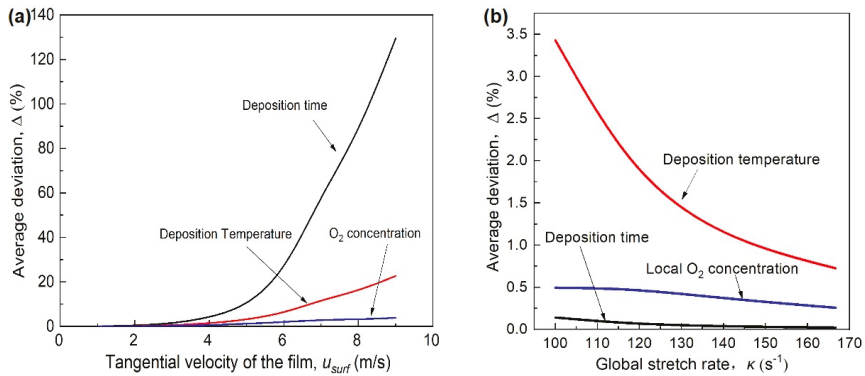 (a)
140
120
100
80
60
40
20
0
Average deviation, Δ (%)
Deposition time
Deposition Temperature
O₂ concentration
0 2 4 6 8 10
Tangential velocity of the film, u_surf (m/s)
(b)
3.5
3.0
2.5
2.0
1.5
1.0
0.5
0.0
Average deviation, Δ (%)
Deposition temperature
Deposition time
Local O₂ concentration
100 110 120 130 140 150 160 170
Global stretch rate, κ (s⁻¹)